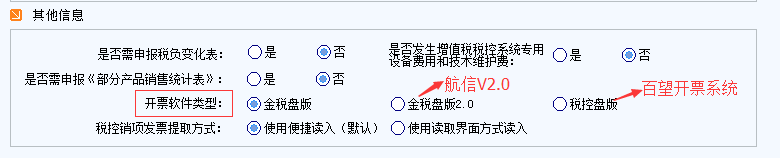 其他信息
是否需申报税负变化表： 是 否 是否发生增值税税控系统专用
设备费用和技术维护费： 是 否
是否需申报《部分产品销售统计表》： 是 否
航信V2.0
百望开票系统
开票软件类型： 金税盘版 金税盘版2.0 税控盘版
税控销项发票提取方式： 使用便捷读入（默认） 使用读取界面方式读入